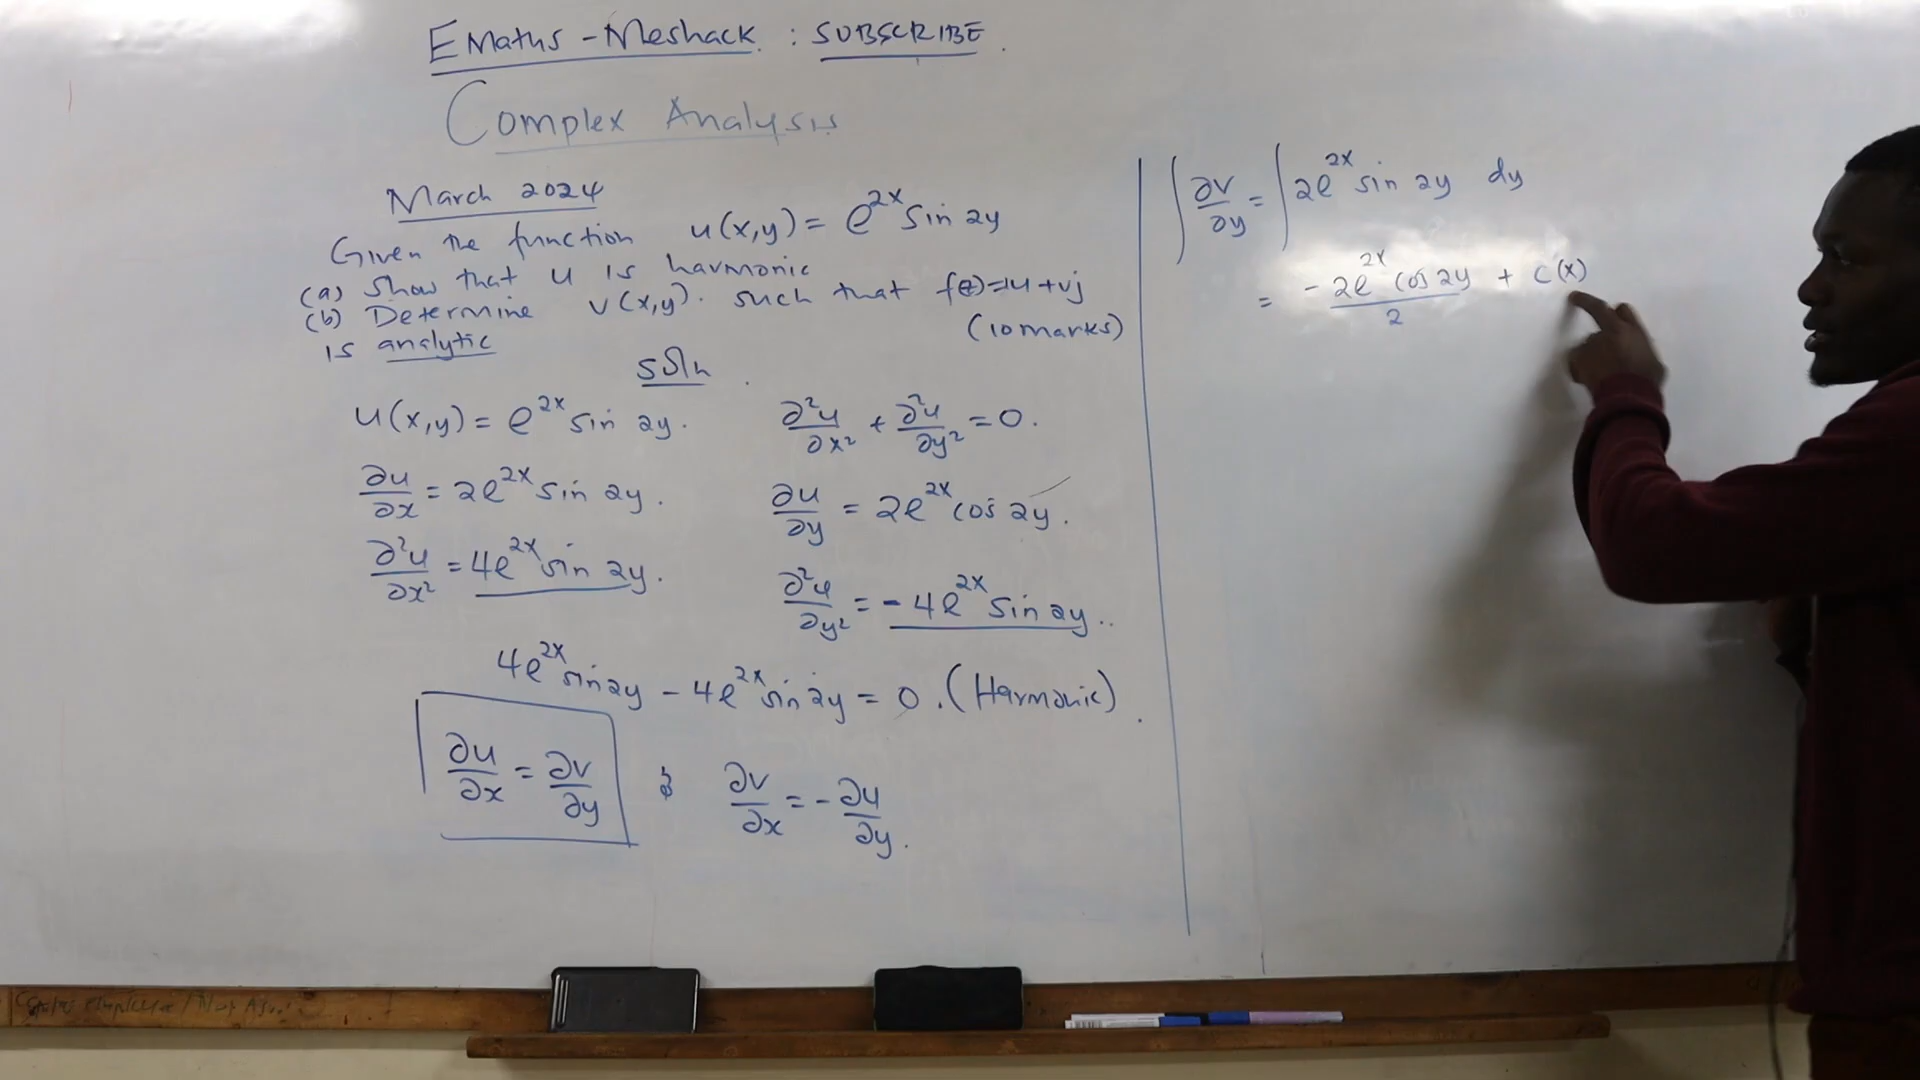 EMaths - Meshack : SUBSCRIBE.
Complex Analysis
March 2024
Given the function u(x,y) = e^{2x} sin 2y
(a) Show that u is harmonic
(b) Determine v(x,y). such that f(z)=u+vj
is analytic (10marks)
soln
u(x,y) = e^{2x} sin 2y.
∂u/∂x = 2e^{2x} sin 2y.
∂²u/∂x² = 4e^{2x} sin 2y.
∂²u/∂x² + ∂²u/∂y² = 0.
∂u/∂y = 2e^{2x} cos 2y.
∂²u/∂y² = - 4e^{2x} sin 2y..
4e^{2x} sin 2y - 4e^{2x} sin 2y = 0. (Harmonic).
∂u/∂x = ∂v/∂y & ∂v/∂x = - ∂u/∂y.
∫ ∂v/∂y = ∫ 2e^{2x} sin 2y dy
= - 2e^{2x} cos 2y / 2 + c(x)